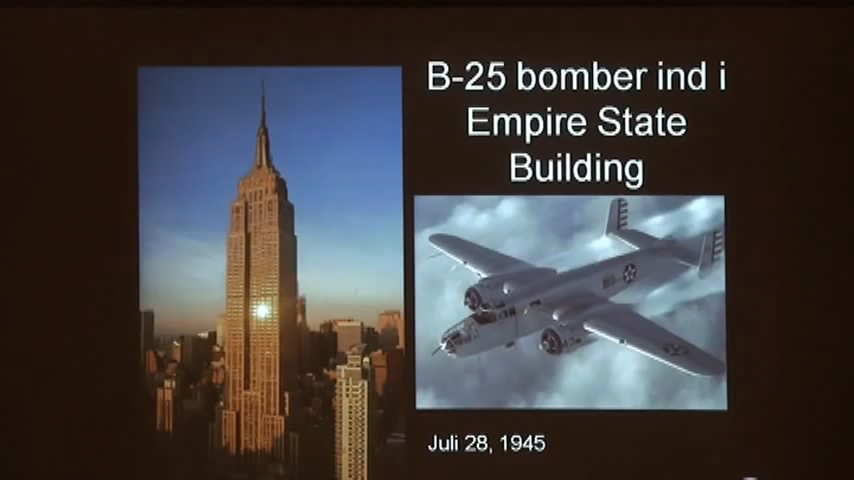 B-25 bomber ind i
Empire State
Building
Juli 28, 1945